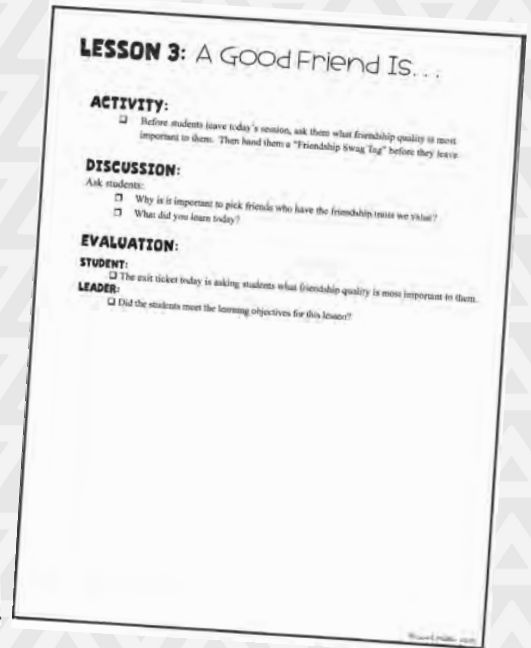 LESSON 3: A Good Friend Is...
ACTIVITY:
Before students leave today's session, ask them what friendship quality is most
important to them. Then hand them a "Friendship Swag Tag" before they leave.
DISCUSSION:
Ask students:
Why is it important to pick friends who have the friendship traits we value?
What did you learn today?
EVALUATION:
STUDENT:
The exit ticket today is asking students what friendship quality is most important to them.
LEADER:
Did the students meet the learning objectives for this lesson?